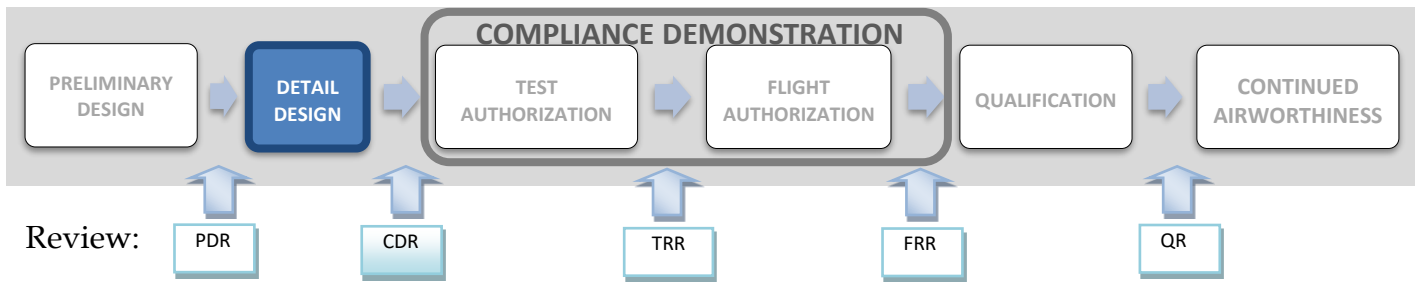 COMPLIANCE DEMONSTRATION
PRELIMINARY
DESIGN
DETAIL
DESIGN
TEST
AUTHORIZATION
FLIGHT
AUTHORIZATION
QUALIFICATION
CONTINUED
AIRWORTHINESS
Review:
PDR
CDR
TRR
FRR
QR